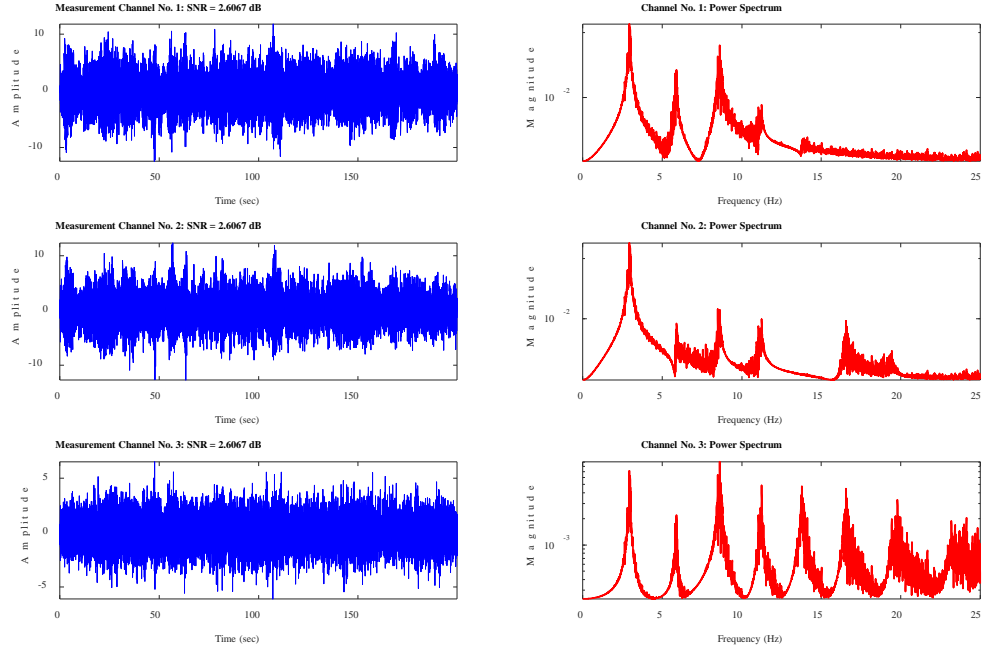 Measurement Channel No. 1: SNR = 2.6067 dB
10
0
-10
A m p l i t u d e
0 50 100 150
Time (sec)
Channel No. 1: Power Spectrum
10 -2
M a g n i t u d e
0 5 10 15 20 25
Frequency (Hz)
Measurement Channel No. 2: SNR = 2.6067 dB
10
0
-10
A m p l i t u d e
0 50 100 150
Time (sec)
Channel No. 2: Power Spectrum
10 -2
M a g n i t u d e
0 5 10 15 20 25
Frequency (Hz)
Measurement Channel No. 3: SNR = 2.6067 dB
5
0
-5
A m p l i t u d e
0 50 100 150
Time (sec)
Channel No. 3: Power Spectrum
10 -3
M a g n i t u d e
0 5 10 15 20 25
Frequency (Hz)